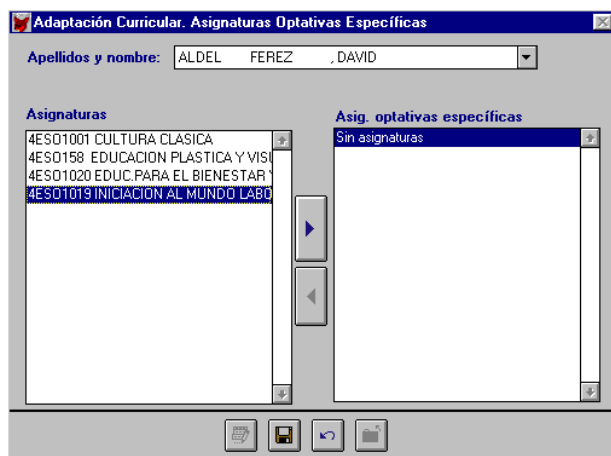 Adaptación Curricular. Asignaturas Optativas Específicas
Apellidos y nombre: ALDEL FEREZ , DAVID
Asignaturas
4ESO1001 CULTURA CLASICA
4ESO158 EDUCACION PLASTICA Y VISU
4ESO1020 EDUC.PARA EL BIENESTAR Y
4ESO1019 INICIACION AL MUNDO LABO
Asig. optativas específicas
Sin asignaturas